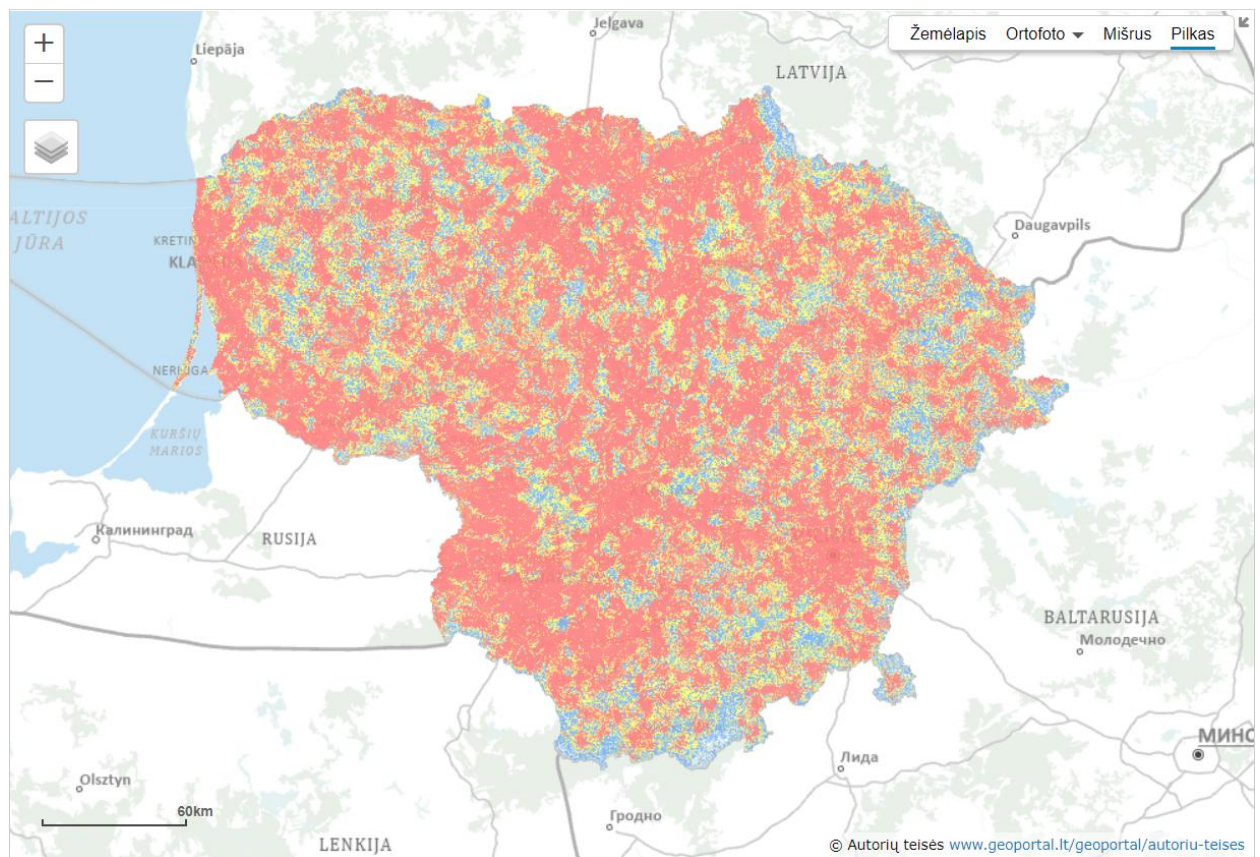 +
−
Žemėlapis Ortofoto Mišrus Pilkas
Jelgava
Liepāja
LATVIJA
ALTIJOS
JŪRA
Daugavpils
KRETIN
KLA
NERINGA
KURŠIŲ
MARIOS
Калининград
RUSIJA
BALTARUSIJA
Молодечно
МИНС
Лида
Olsztyn
60km
Гродно
LENKIJA
© Autorių teisės www.geoportal.lt/geoportal/autoriu-teises